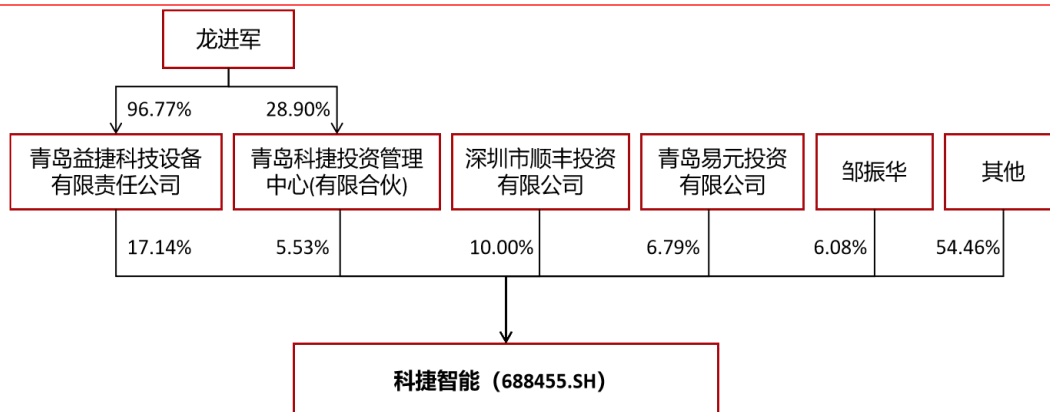 龙进军
96.77%
28.90%
青岛益捷科技设备
有限责任公司
青岛科捷投资管理
中心(有限合伙)
深圳市顺丰投资
有限公司
青岛易元投资
有限公司
邹振华
其他
17.14%
5.53%
10.00%
6.79%
6.08%
54.46%
科捷智能（688455.SH）